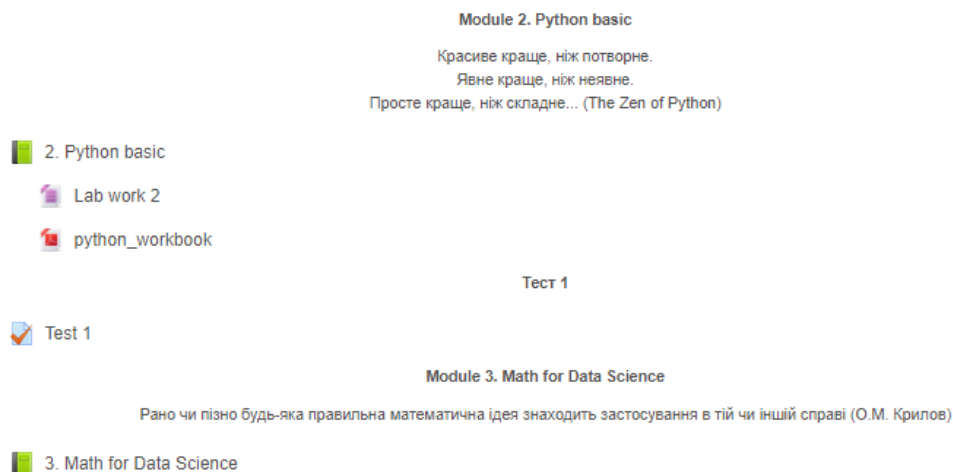 Module 2. Python basic
Красиве краще, ніж потворне.
Явне краще, ніж неявне.
Просте краще, ніж складне... (The Zen of Python)
2. Python basic
Lab work 2
python_workbook
Тест 1
Test 1
Module 3. Math for Data Science
Рано чи пізно будь-яка правильна математична ідея знаходить застосування в тій чи іншій справі (О.М. Крилов)
3. Math for Data Science